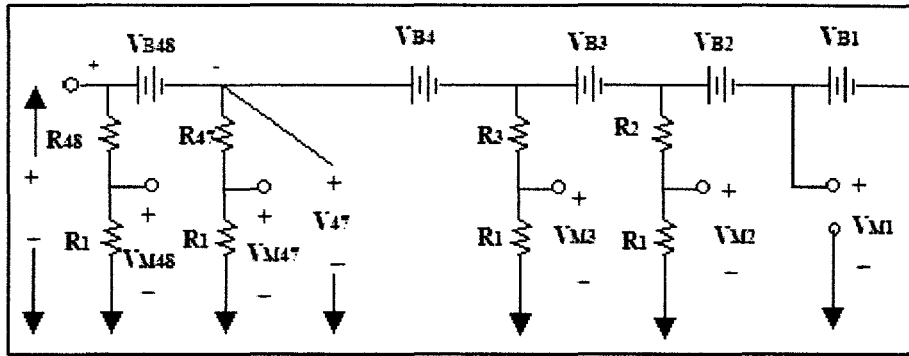 VB48 VB4 VB3 VB2 VB1
+ -
R48 R47 R3 R2
+ + +
V47
R1 R1 R1 R1
+ + + +
VM48 VM47 VM3 VM2 VM1
- - - - - - -